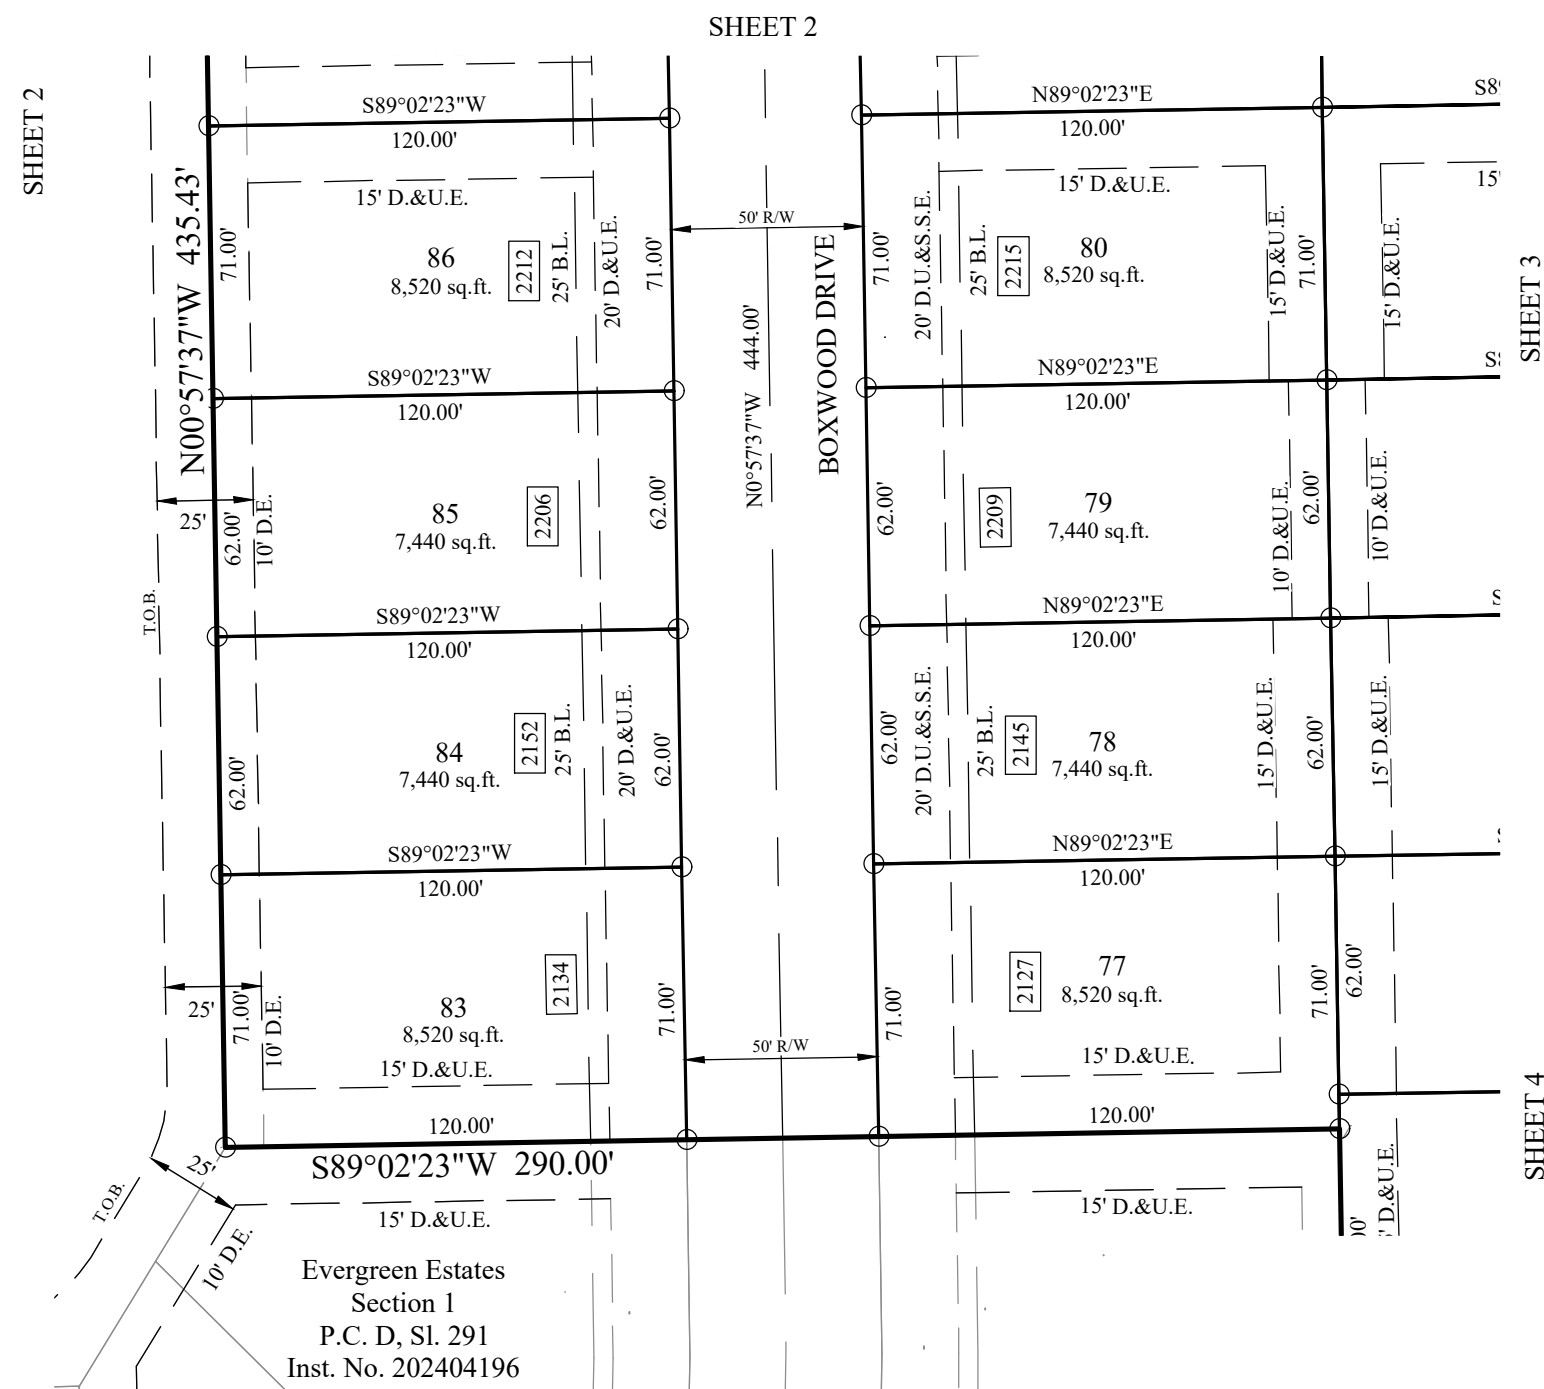 SHEET 2
SHEET 2
S89°02'23"W
120.00'
N89°02'23"E
120.00'
N00°57'37"W 435.43'
15' D.&U.E.
15' D.&U.E.
15'
50' R/W
71.00'
86
8,520 sq.ft.
2212
25' B.L.
20' D.&U.E.
71.00'
71.00'
20' D.U.&S.S.E.
25' B.L.
2215
80
8,520 sq.ft.
15' D.&U.E.
71.00'
15' D.&U.E.
SHEET 3
BOXWOOD DRIVE
N0°57'37"W 444.00'
S89°02'23"W
120.00'
N89°02'23"E
120.00'
25'
62.00'
10' D.E.
85
7,440 sq.ft.
2206
62.00'
62.00'
2209
79
7,440 sq.ft.
10' D.&U.E.
62.00'
10' D.&U.E.
T.O.B.
S89°02'23"W
120.00'
N89°02'23"E
120.00'
62.00'
84
7,440 sq.ft.
2152
25' B.L.
20' D.&U.E.
62.00'
62.00'
20' D.U.&S.S.E.
25' B.L.
2145
78
7,440 sq.ft.
15' D.&U.E.
62.00'
15' D.&U.E.
S89°02'23"W
120.00'
N89°02'23"E
120.00'
25'
71.00'
10' D.E.
83
8,520 sq.ft.
2134
71.00'
71.00'
2127
77
8,520 sq.ft.
71.00'
62.00'
15' D.&U.E.
50' R/W
15' D.&U.E.
120.00'
120.00'
SHEET 4
S89°02'23"W 290.00'
25'
T.O.B.
10' D.E.
15' D.&U.E.
15' D.&U.E.
D.&U.E.
Evergreen Estates
Section 1
P.C. D, Sl. 291
Inst. No. 202404196